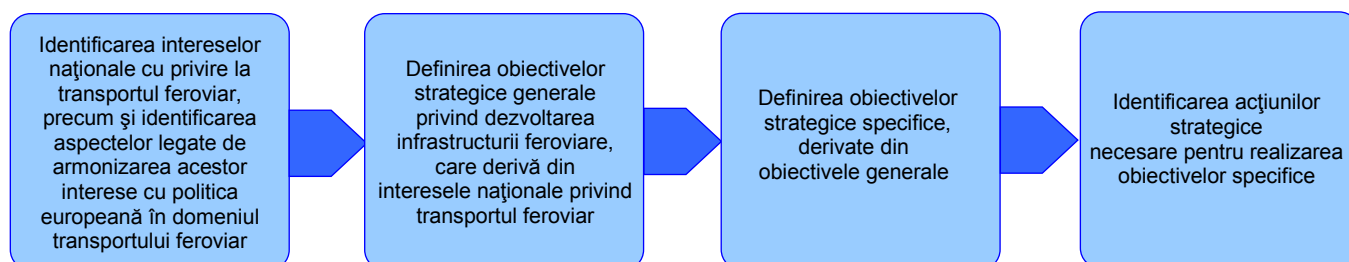 Identificarea intereselor
naţionale cu privire la
transportul feroviar,
precum şi identificarea
aspectelor legate de
armonizarea acestor
interese cu politica
europeană în domeniul
transportului feroviar
Definirea obiectivelor
strategice generale
privind dezvoltarea
infrastructurii feroviare,
care derivă din
interesele naţionale privind
transportul feroviar
Definirea obiectivelor
strategice specifice,
derivate din
obiectivele generale
Identificarea acţiunilor
strategice
necesare pentru realizarea
obiectivelor specifice